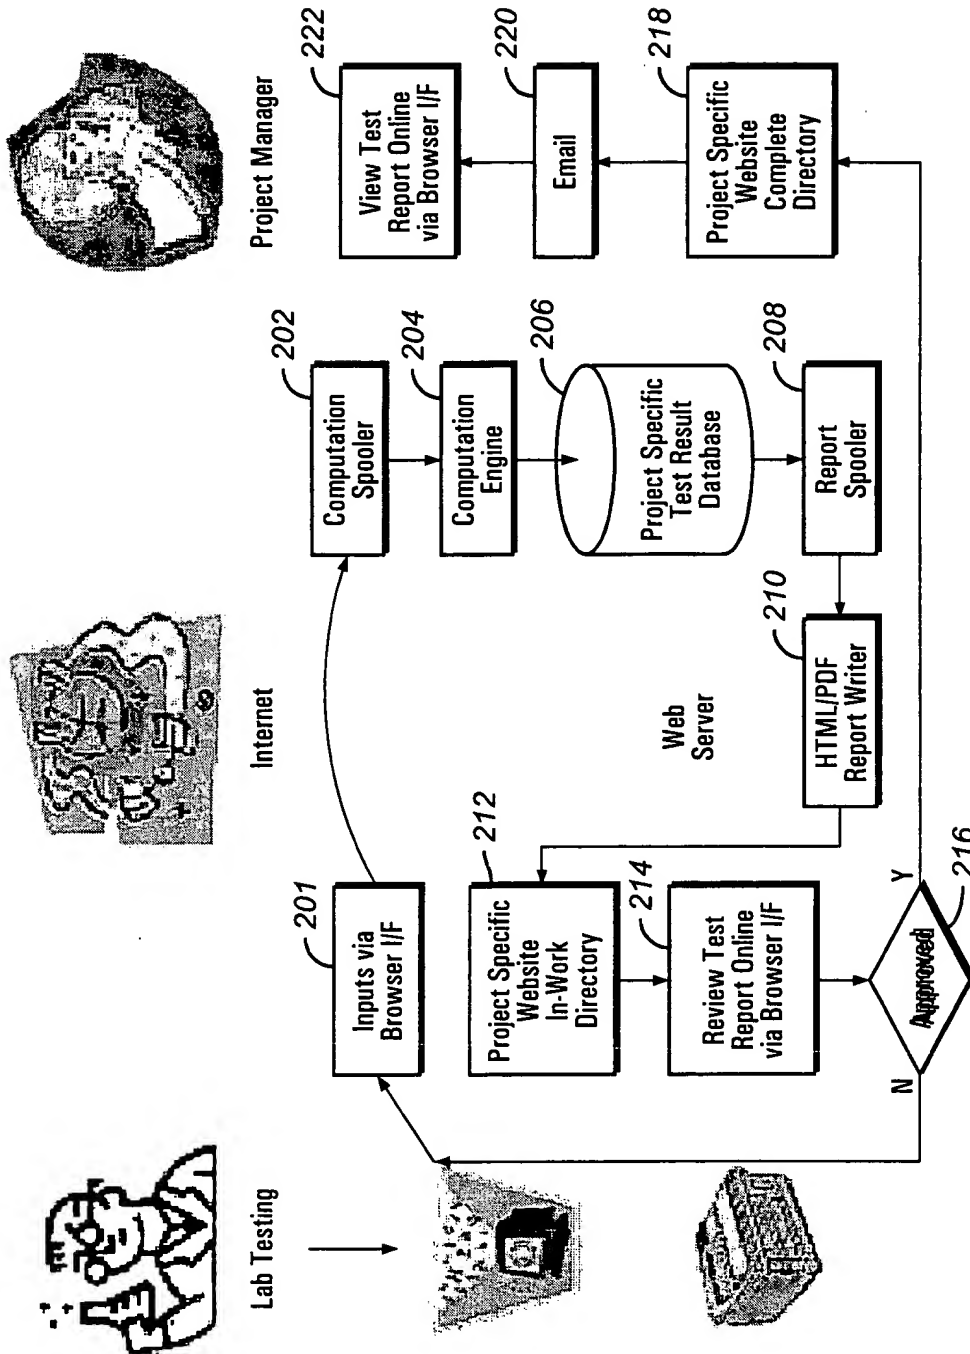 Lab Testing
Internet
Project Manager
201
Inputs via
Browser I/F
202
Computation
Spooler
204
Computation
Engine
206
Project Specific
Test Result
Database
208
Report
Spooler
210
HTML/PDF
Report Writer
Web
Server
212
Project Specific
Website
In-Work
Directory
214
Review Test
Report Online
via Browser I/F
216
Approved
N
Y
218
Project Specific
Website
Complete
Directory
220
Email
222
View Test
Report Online
via Browser I/F